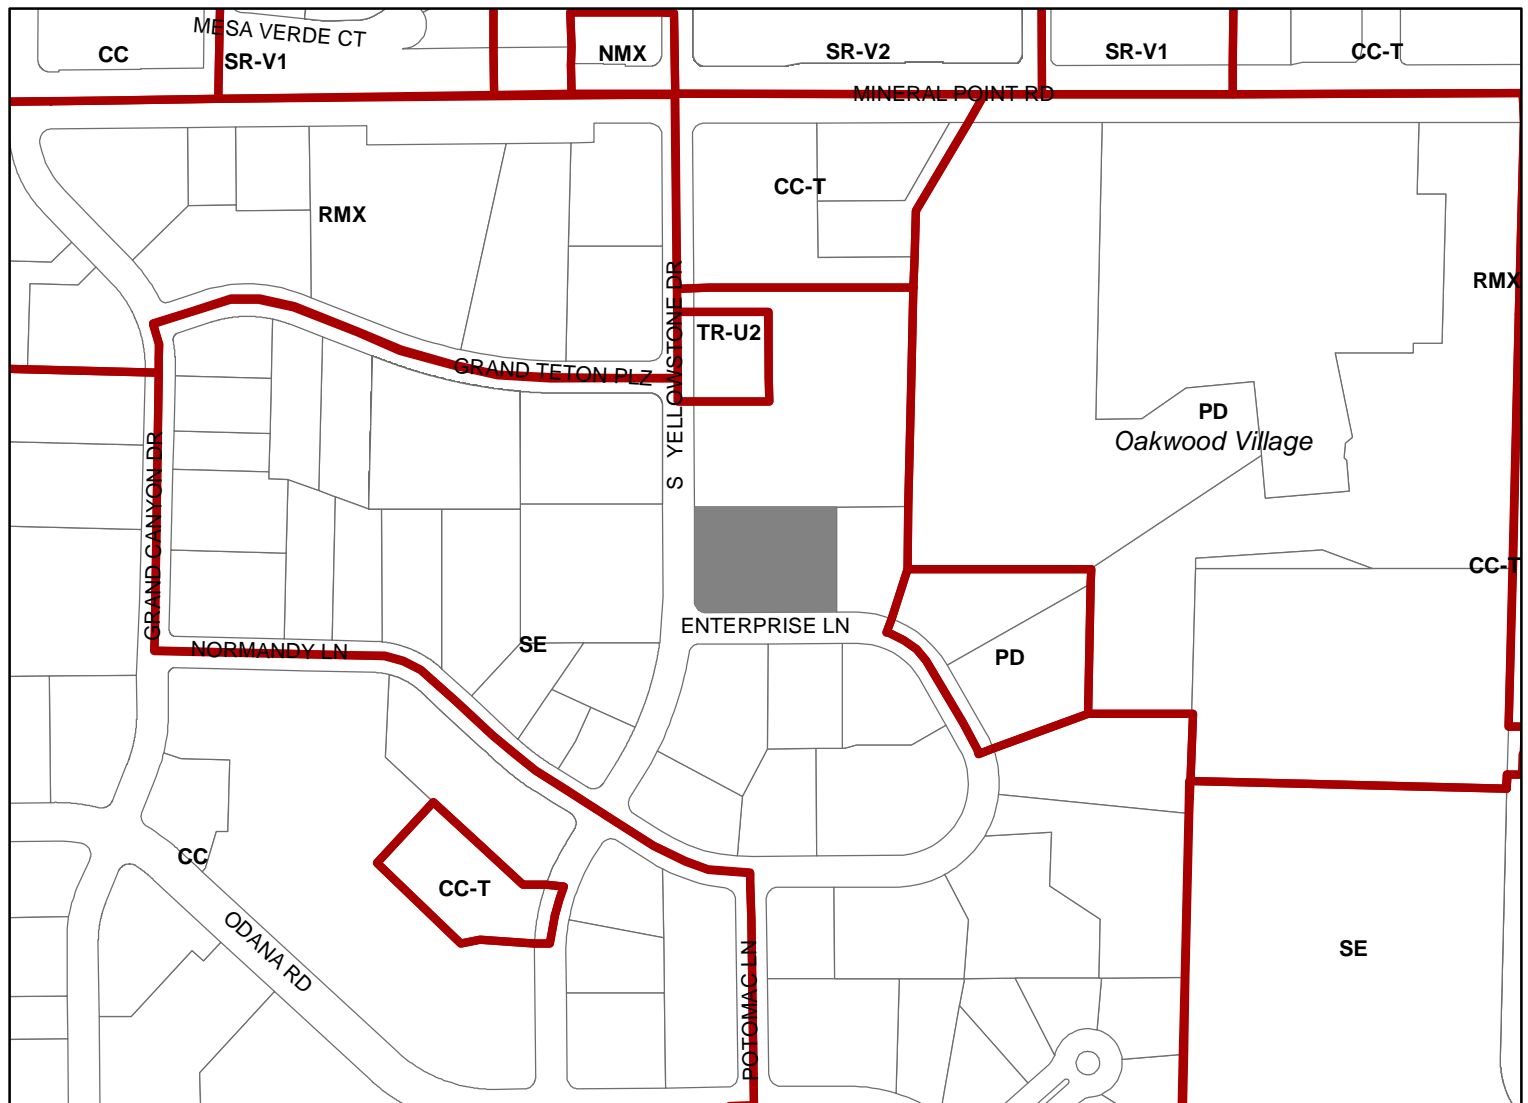 MESA VERDE CT
CC
SR-V1
NMX
SR-V2
SR-V1
CC-T
MINERAL POINT RD
CC-T
RMX
RMX
S YELLOWSTONE DR
TR-U2
GRAND TETON PLZ
PD
Oakwood Village
GRAND CANYON DR
CC-T
ENTERPRISE LN
SE
NORMANDY LN
PD
CC
CC-T
ODANA RD
POTOMAC LN
SE